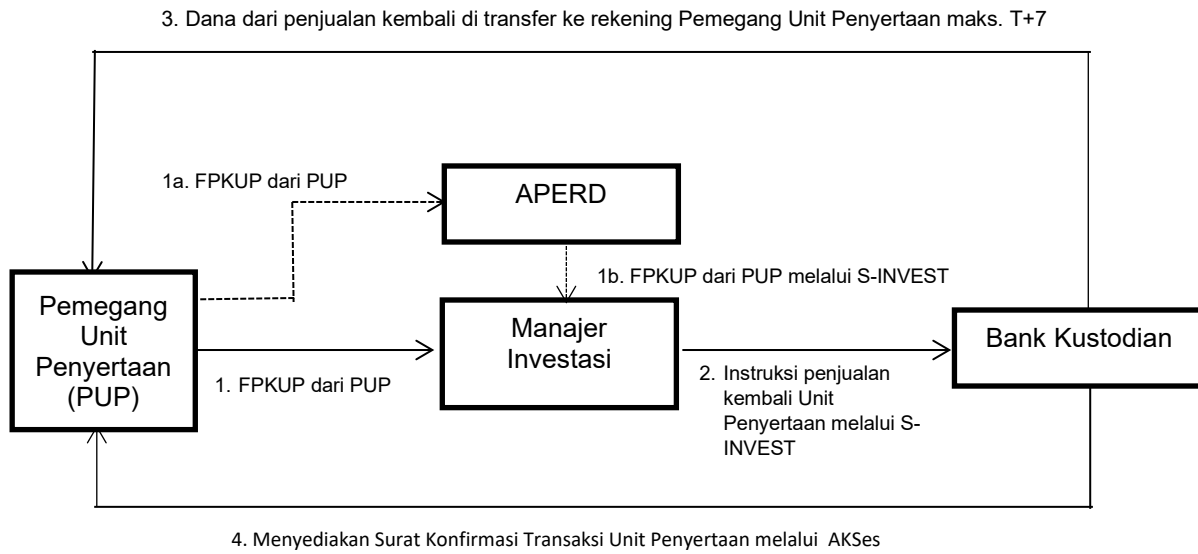 3. Dana dari penjualan kembali di transfer ke rekening Pemegang Unit Penyertaan maks. T+7
1a. FPKUP dari PUP
APERD
1b. FPKUP dari PUP melalui S-INVEST
Pemegang
Unit
Penyertaan
(PUP)
Manajer
Investasi
Bank Kustodian
1. FPKUP dari PUP
2. Instruksi penjualan
kembali Unit
Penyertaan melalui S-
INVEST
4. Menyediakan Surat Konfirmasi Transaksi Unit Penyertaan melalui AKSes